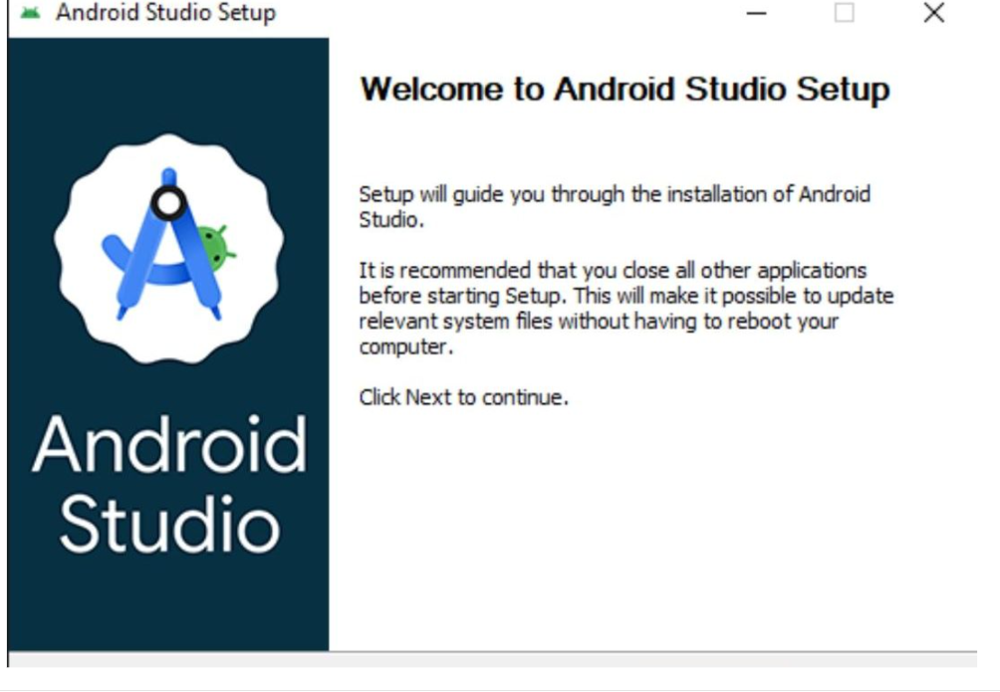 Android Studio Setup
Welcome to Android Studio Setup
Setup will guide you through the installation of Android
Studio.
It is recommended that you close all other applications
before starting Setup. This will make it possible to update
relevant system files without having to reboot your
computer.
Click Next to continue.
Android
Studio